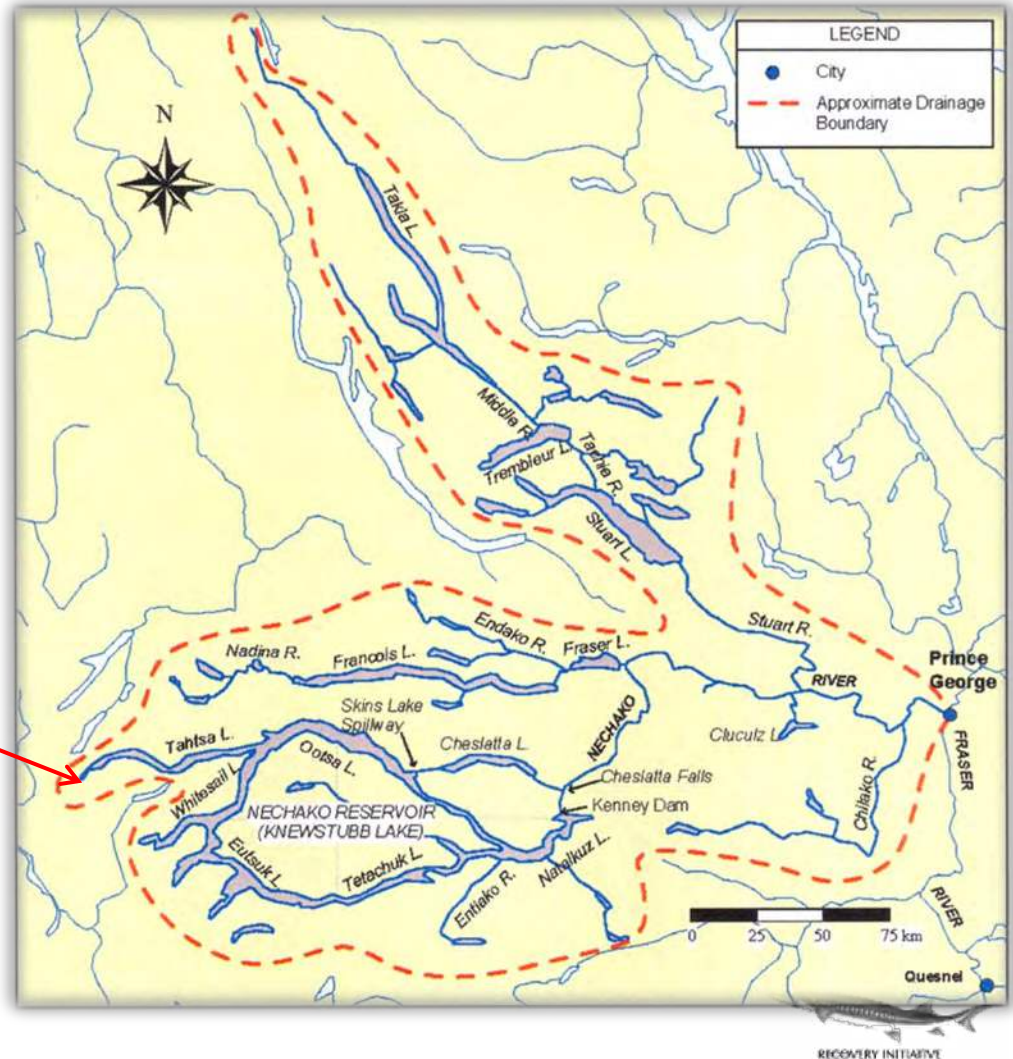 LEGEND
City
Approximate Drainage
Boundary
N
Takla L.
Middle R.
Trembleur L.
Tachie R.
Stuart L.
Stuart R.
Endako R.
Fraser L.
Nadina R.
Francois L.
Prince
George
RIVER
Skins Lake
Spillway
NECHAKO
Cluculz L.
FRASER
Tahtsa L.
Cheslatta L.
Ootsa L.
Whitesail L.
Cheslatta Falls
Chilako R.
Kenney Dam
NECHAKO RESERVOIR
(KNEWSTUBB LAKE)
Eutsuk L.
Tetachuk L.
Natalkuz L.
Entiako R.
RIVER
0 25 50 75 km
Quesnel
RECOVERY INITIATIVE